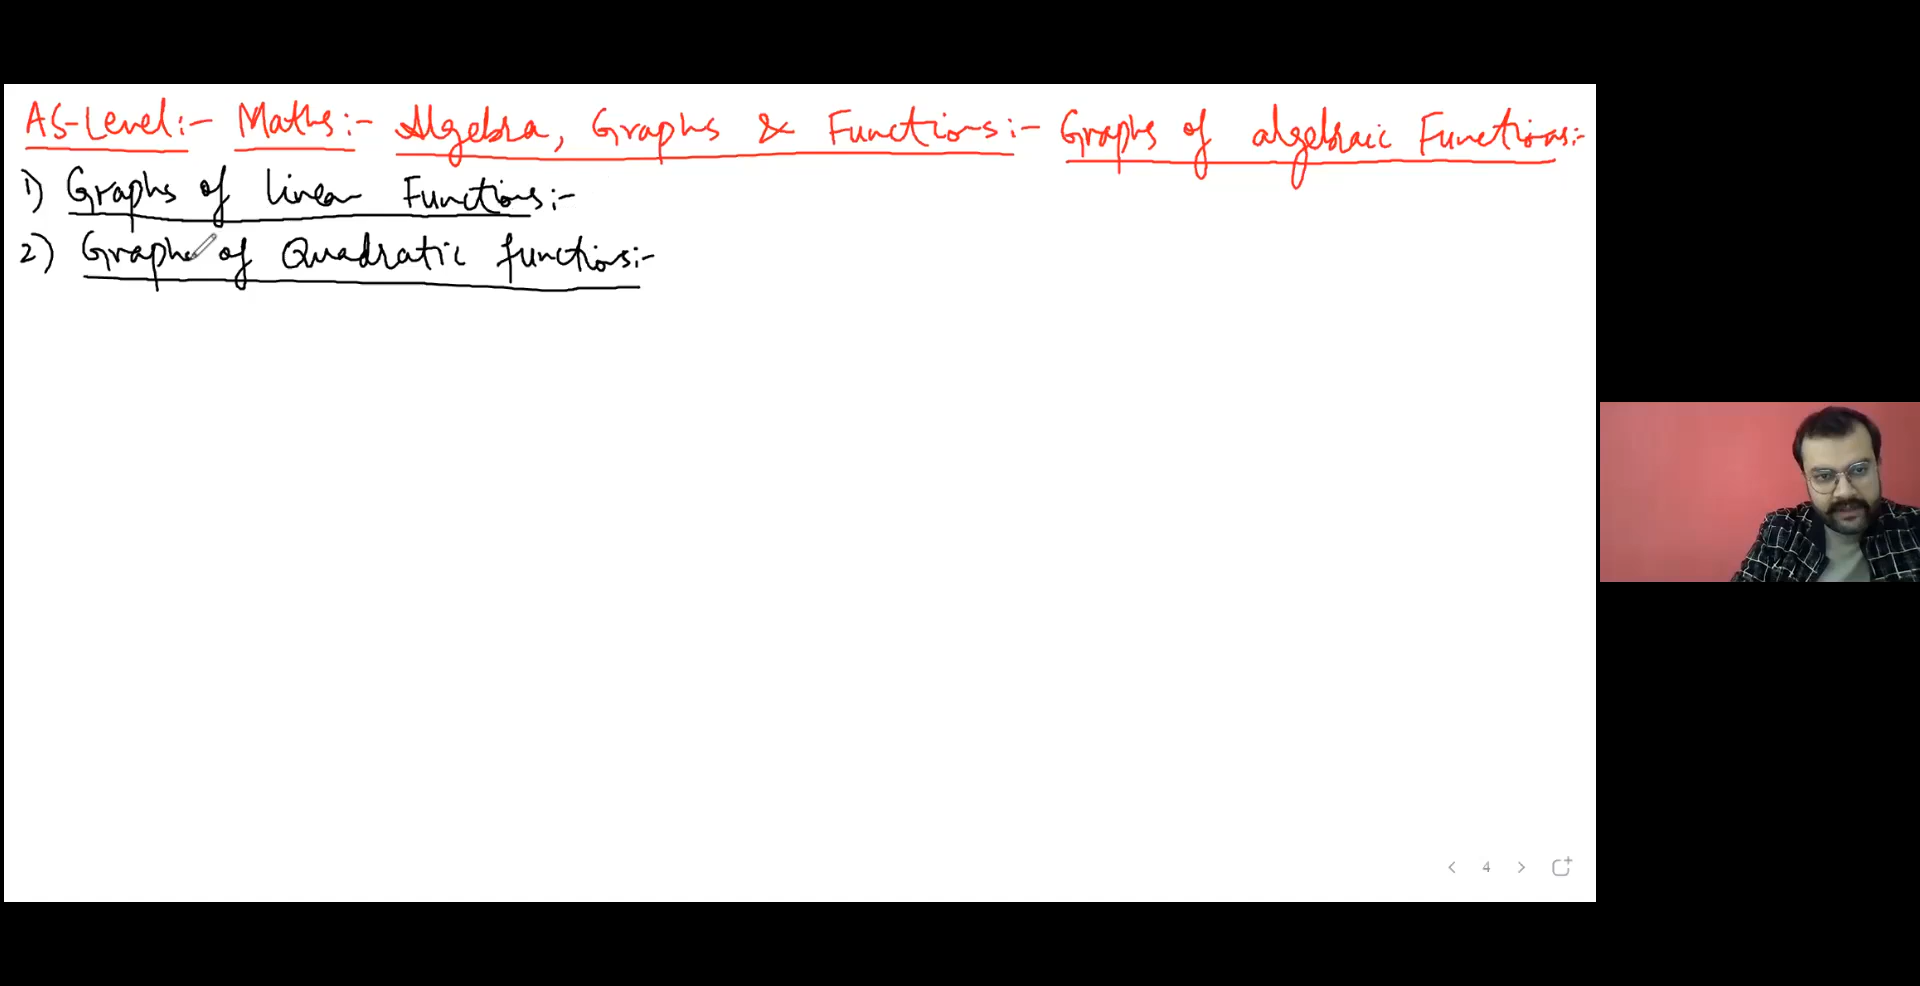 AS-Level:- Maths:- Algebra, Graphs & Functions:- Graphs of algebraic Functions:-
1) Graphs of linear Functions:-
2) Graphs of Quadratic functions:-
< 4 >